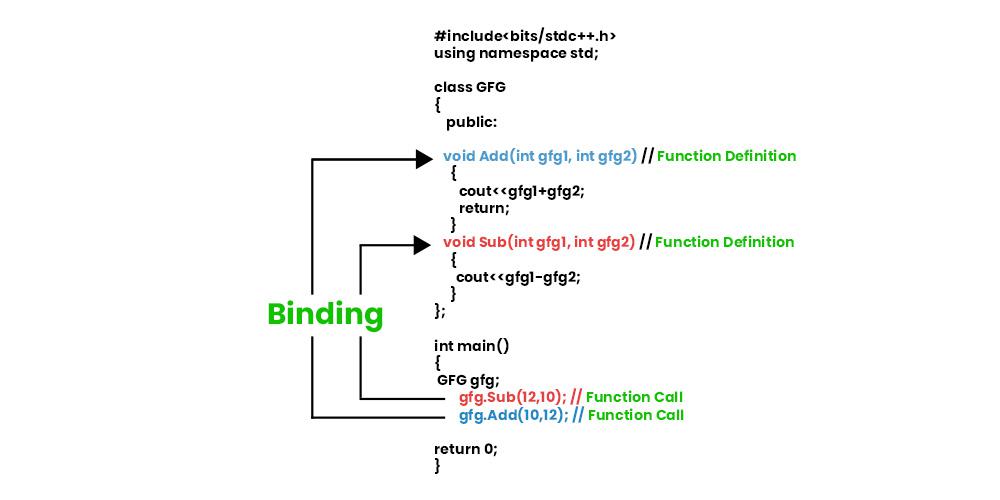 #include<bits/stdc++.h>
using namespace std;
class GFG
{
public:
void Add(int gfg1, int gfg2) // Function Definition
{
cout<<gfg1+gfg2;
return;
}
void Sub(int gfg1, int gfg2) // Function Definition
{
cout<<gfg1-gfg2;
}
};
Binding
int main()
{
GFG gfg;
gfg.Sub(12,10); // Function Call
gfg.Add(10,12); // Function Call
return 0;
}